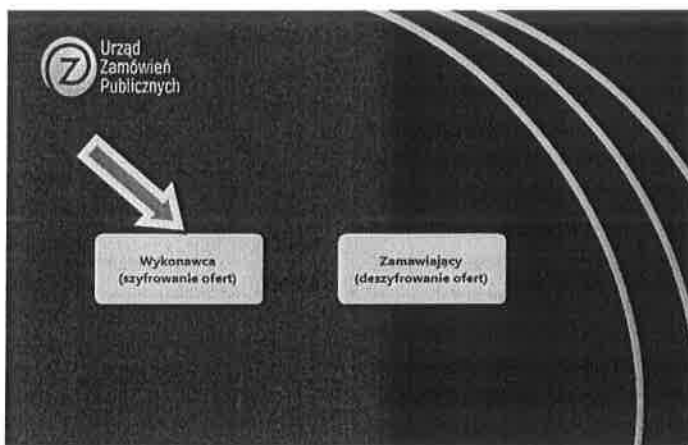 Urząd
Zamówień
Publicznych
Wykonawca
(szyfrowanie ofert)
Zamawiający
(deszyfrowanie ofert)